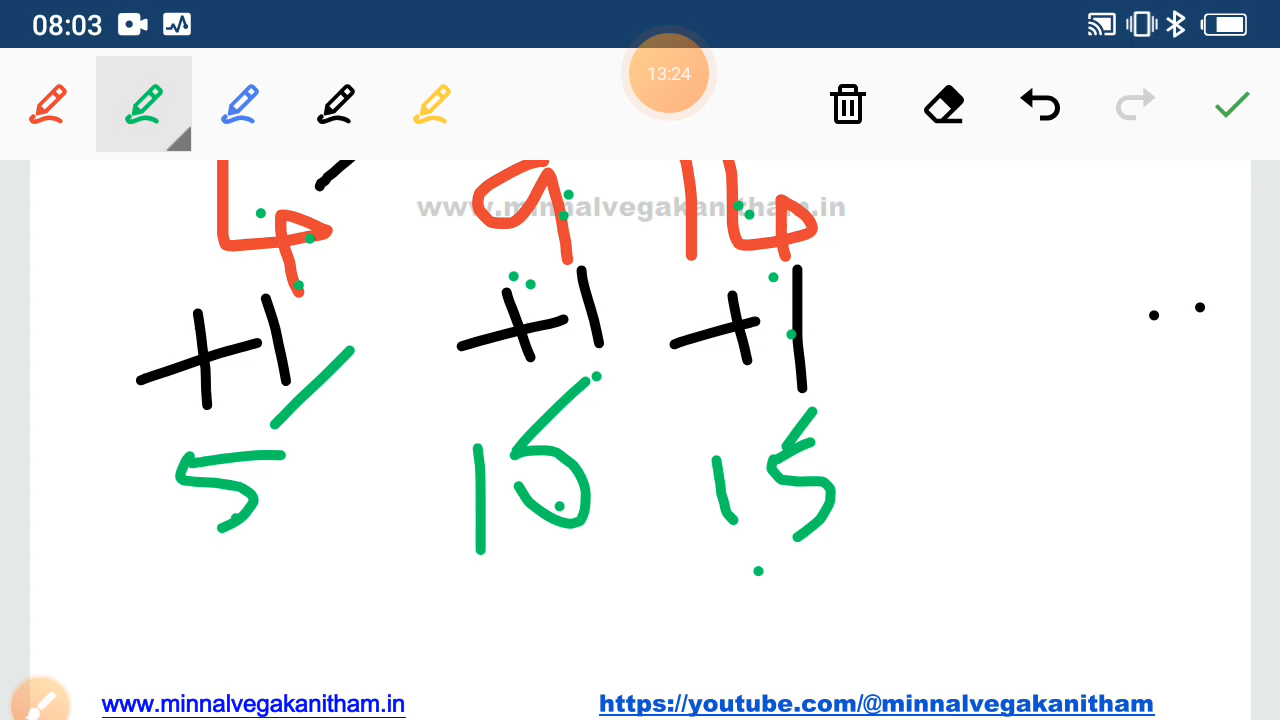 08:03
13:24
4 9 14
www.minnalvegakanitham.in
+1 +1 +1
5 10 15
www.minnalvegakanitham.in
https://youtube.com/@minnalvegakanitham